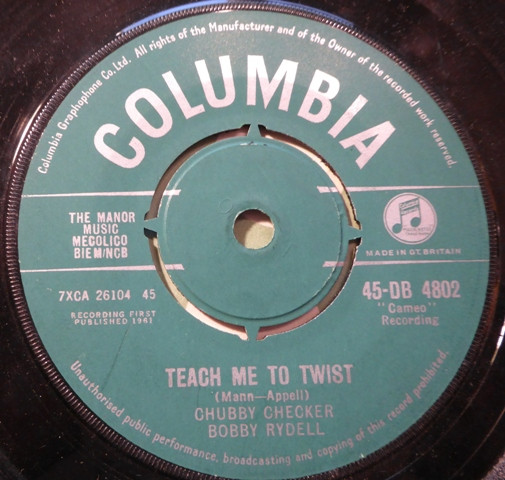 Columbia Graphophone Co. Ltd. All rights of the Manufacturer and of the Owner of the recorded work reserved.
COLUMBIA
THE MANOR
MUSIC
MECOLICO
BIEM/NCB
MADE IN GT. BRITAIN
7XCA 26104 45
RECORDING FIRST
PUBLISHED 1961
45-DB 4802
"Cameo"
Recording
TEACH ME TO TWIST
(Mann—Appell)
CHUBBY CHECKER
BOBBY RYDELL
Unauthorised public performance, broadcasting and copying of this record prohibited.